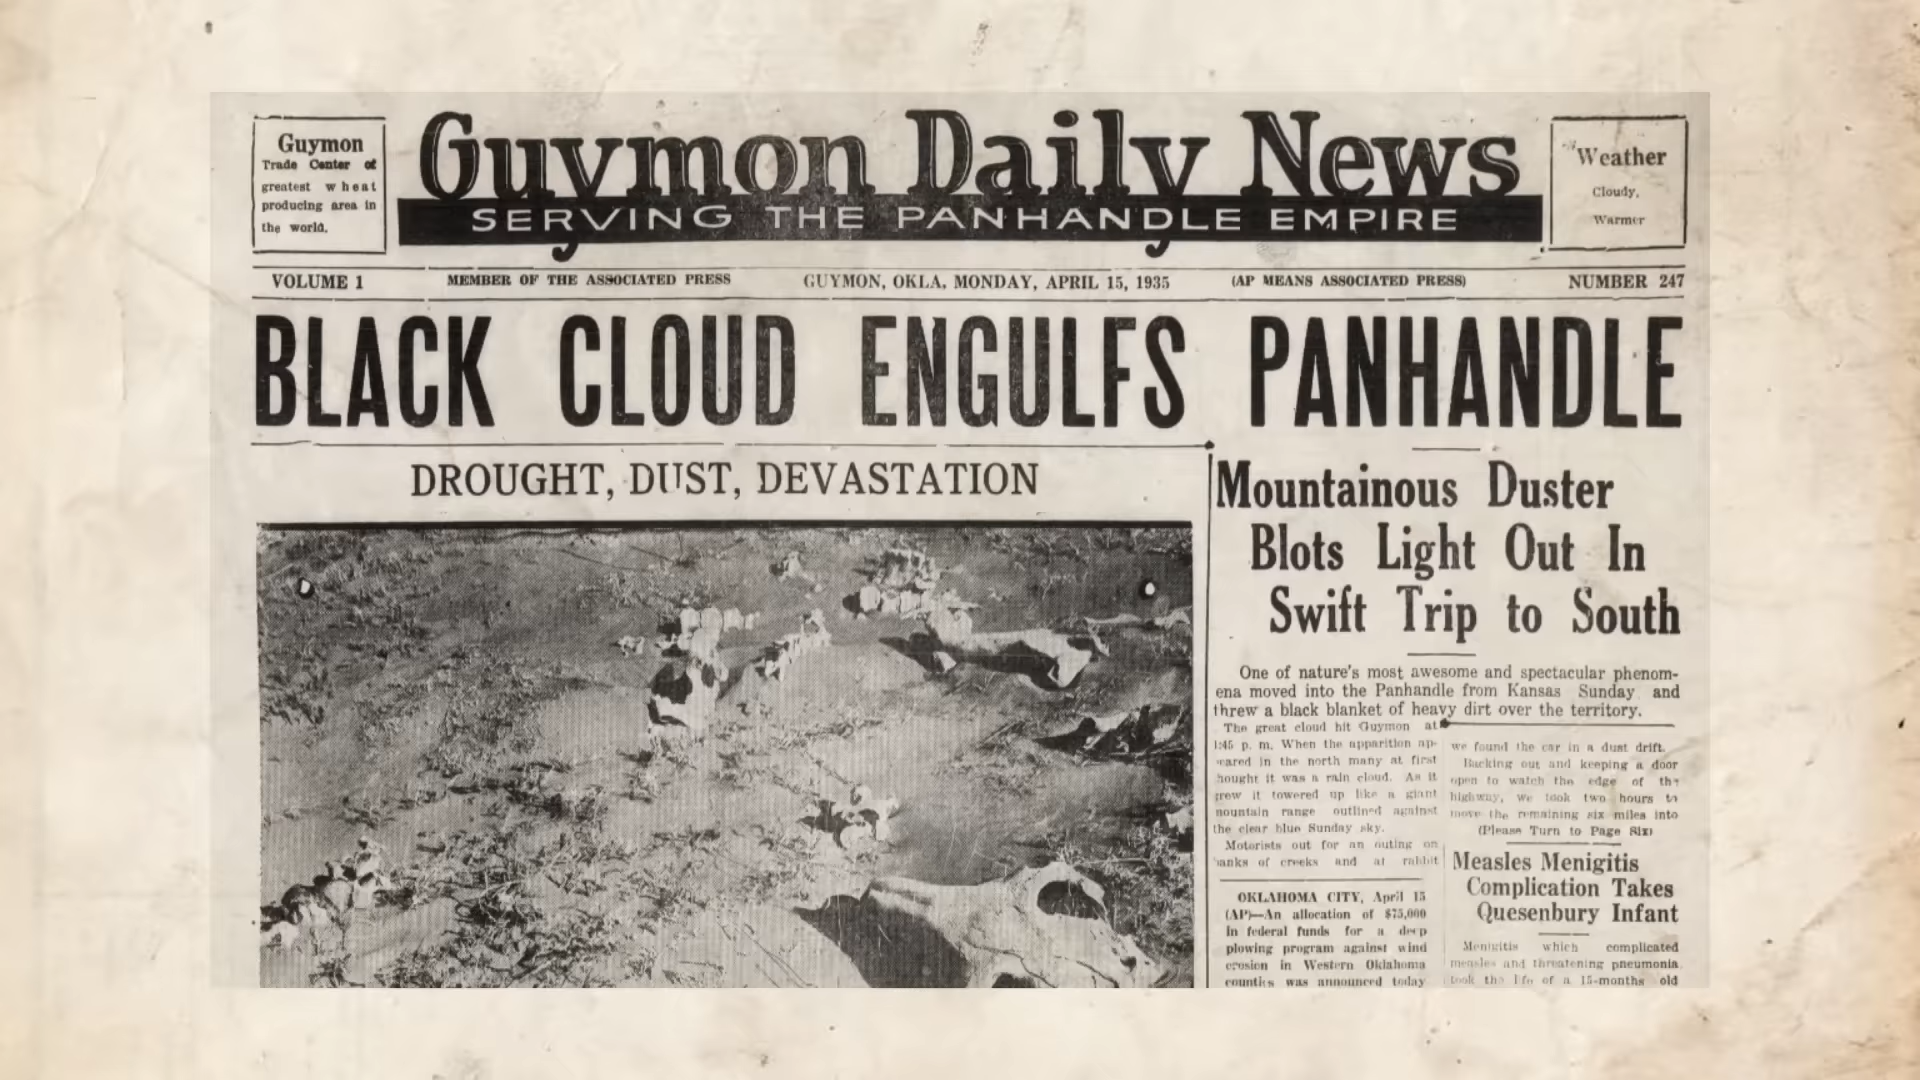 Guymon
Trade Center of
greatest wheat
producing area in
the world.
Guymon Daily News
SERVING THE PANHANDLE EMPIRE
Weather
Cloudy,
Warmer
VOLUME 1
MEMBER OF THE ASSOCIATED PRESS
GUYMON, OKLA, MONDAY, APRIL 15, 1935
(AP MEANS ASSOCIATED PRESS)
NUMBER 247
BLACK CLOUD ENGULFS PANHANDLE
DROUGHT, DUST, DEVASTATION
Mountainous Duster
Blots Light Out In
Swift Trip to South
One of nature's most awesome and spectacular phenom-
ena moved into the Panhandle from Kansas Sunday and
threw a black blanket of heavy dirt over the territory.
The great cloud hit Guymon at
1:45 p. m. When the apparition ap-
eared in the north many at first
hought it was a rain cloud. As it
grew it towered up like a giant
mountain range outlined against
the clear blue Sunday sky.
Motorists out for an outing on
banks of creeks and at rabbit
OKLAHOMA CITY, April 15
(AP)—An allocation of $75,000
in federal funds for a deep
plowing program against wind
erosion in Western Oklahoma
counties was announced today
we found the car in a dust drift.
Backing out and keeping a door
open to watch the edge of the
highway, we took two hours to
move the remaining six miles into
(Please Turn to Page Six)
Measles Menigitis
Complication Takes
Quesenbury Infant
Menigitis which complicated
measles and threatening pneumonia
took the life of a 15-months old